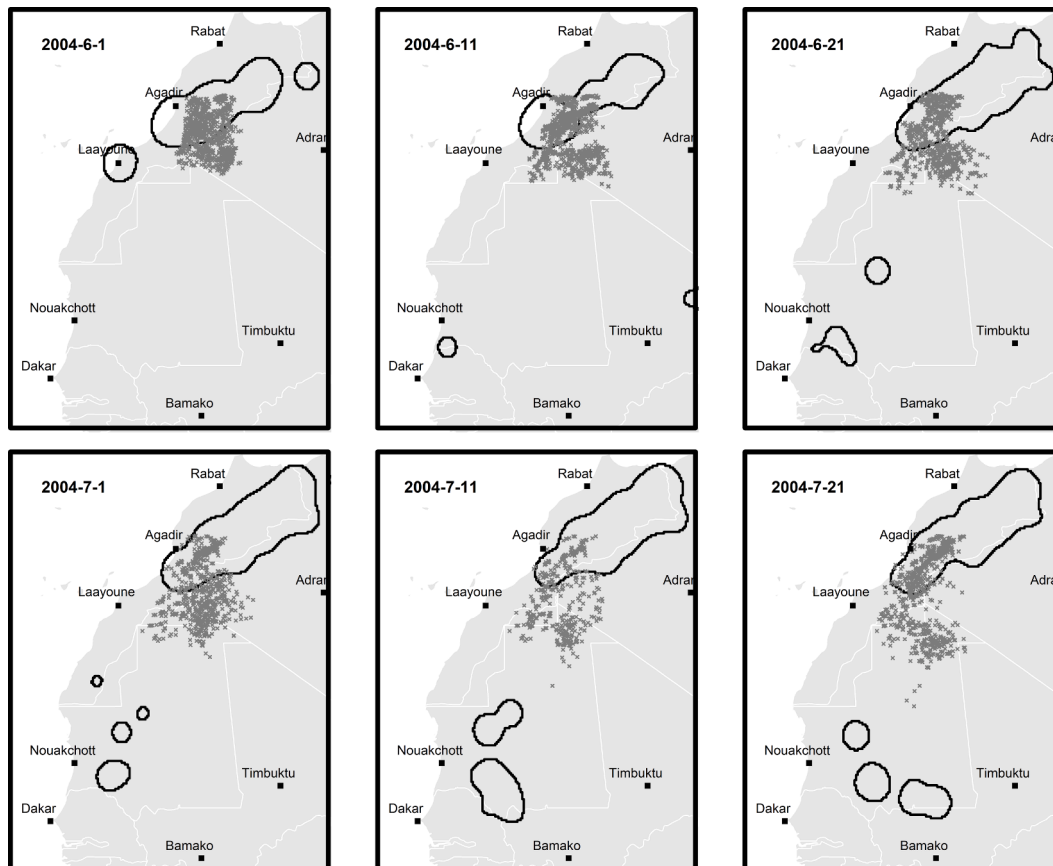 2004-6-1
Rabat
Agadir
Laayoune
Adrar
Nouakchott
Timbuktu
Dakar
Bamako
2004-6-11
Rabat
Agadir
Laayoune
Adrar
Nouakchott
Timbuktu
Dakar
Bamako
2004-6-21
Rabat
Agadir
Laayoune
Adra
Nouakchott
Timbuktu
Dakar
Bamako
2004-7-1
Rabat
Agadir
Laayoune
Adrar
Nouakchott
Timbuktu
Dakar
Bamako
2004-7-11
Rabat
Agadir
Laayoune
Adrar
Nouakchott
Timbuktu
Dakar
Bamako
2004-7-21
Rabat
Agadir
Laayoune
Adra
Nouakchott
Timbuktu
Dakar
Bamako